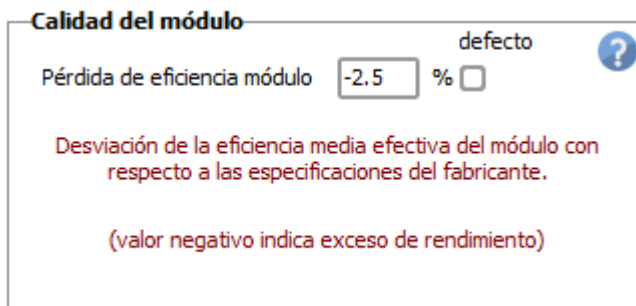 Calidad del módulo
defecto
Pérdida de eficiencia módulo -2.5 %
Desviación de la eficiencia media efectiva del módulo con
respecto a las especificaciones del fabricante.
(valor negativo indica exceso de rendimiento)
?